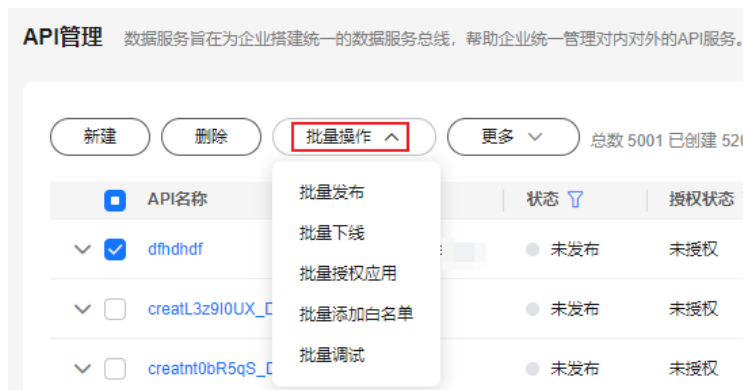 API管理 数据服务旨在为企业搭建统一的数据服务总线，帮助企业统一管理对内对外的API服务。
新建 删除 批量操作 更多 总数 5001 已创建 520
API名称 状态 授权状态
批量发布
批量下线
dfhdhdf 未发布 未授权
批量授权应用
creatL3z9I0UX_D 未发布 未授权
批量添加白名单
批量调试
creatnt0bR5qS_D 未发布 未授权